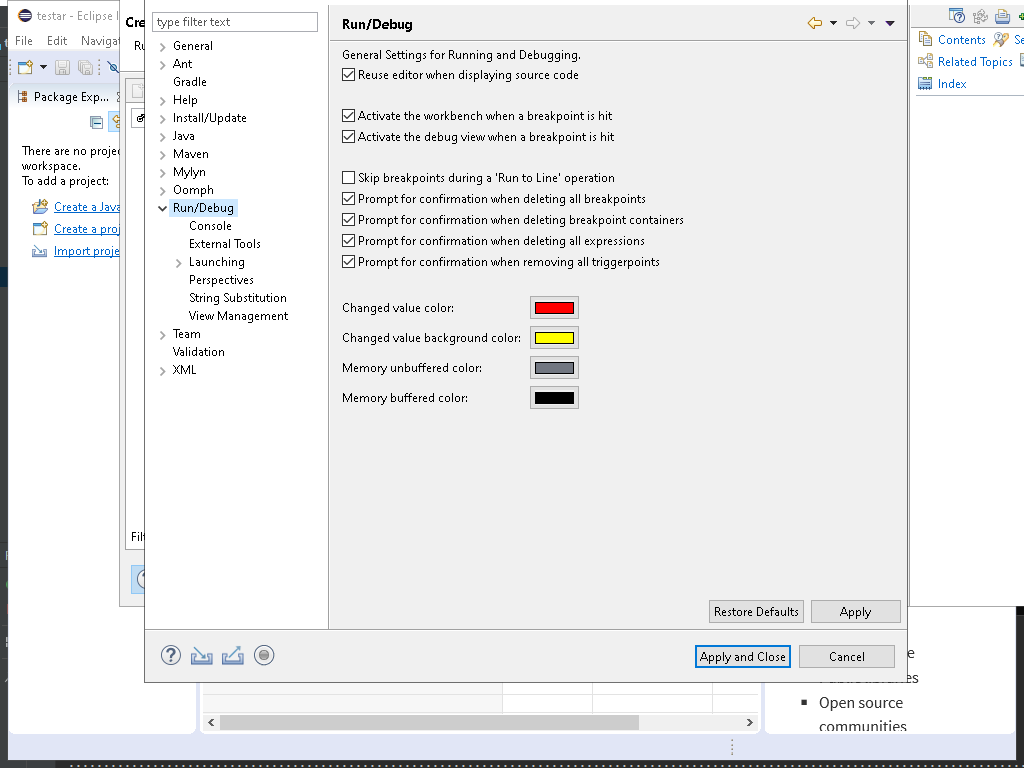 testar - Eclipse I
File Edit Navigat
Package Exp...
There are no projec
workspace.
To add a project:
Create a Java
Create a proj
Import proje
Cre
Ru
Filt
type filter text
General
Ant
Gradle
Help
Install/Update
Java
Maven
Mylyn
Oomph
Run/Debug
Console
External Tools
Launching
Perspectives
String Substitution
View Management
Team
Validation
XML
Run/Debug
General Settings for Running and Debugging.
Reuse editor when displaying source code
Activate the workbench when a breakpoint is hit
Activate the debug view when a breakpoint is hit
Skip breakpoints during a 'Run to Line' operation
Prompt for confirmation when deleting all breakpoints
Prompt for confirmation when deleting breakpoint containers
Prompt for confirmation when deleting all expressions
Prompt for confirmation when removing all triggerpoints
Changed value color:
Changed value background color:
Memory unbuffered color:
Memory buffered color:
Restore Defaults Apply
Apply and Close Cancel
Contents Se
Related Topics
Index
Open source
communities